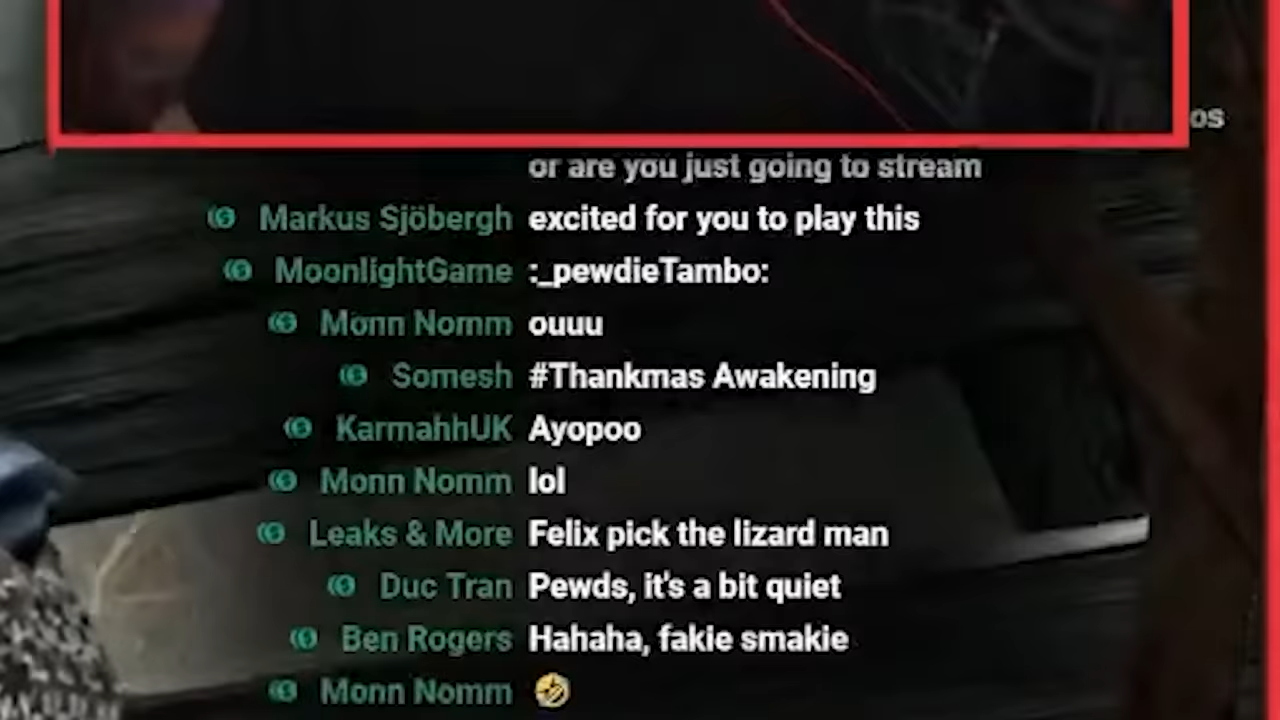 os
or are you just going to stream
Markus Sjöbergh excited for you to play this
MoonlightGame :_pewdieTambo:
Monn Nomm ouuu
Somesh #Thankmas Awakening
KarmahhUK Ayopoo
Monn Nomm lol
Leaks & More Felix pick the lizard man
Duc Tran Pewds, it's a bit quiet
Ben Rogers Hahaha, fakie smakie
Monn Nomm 🤣